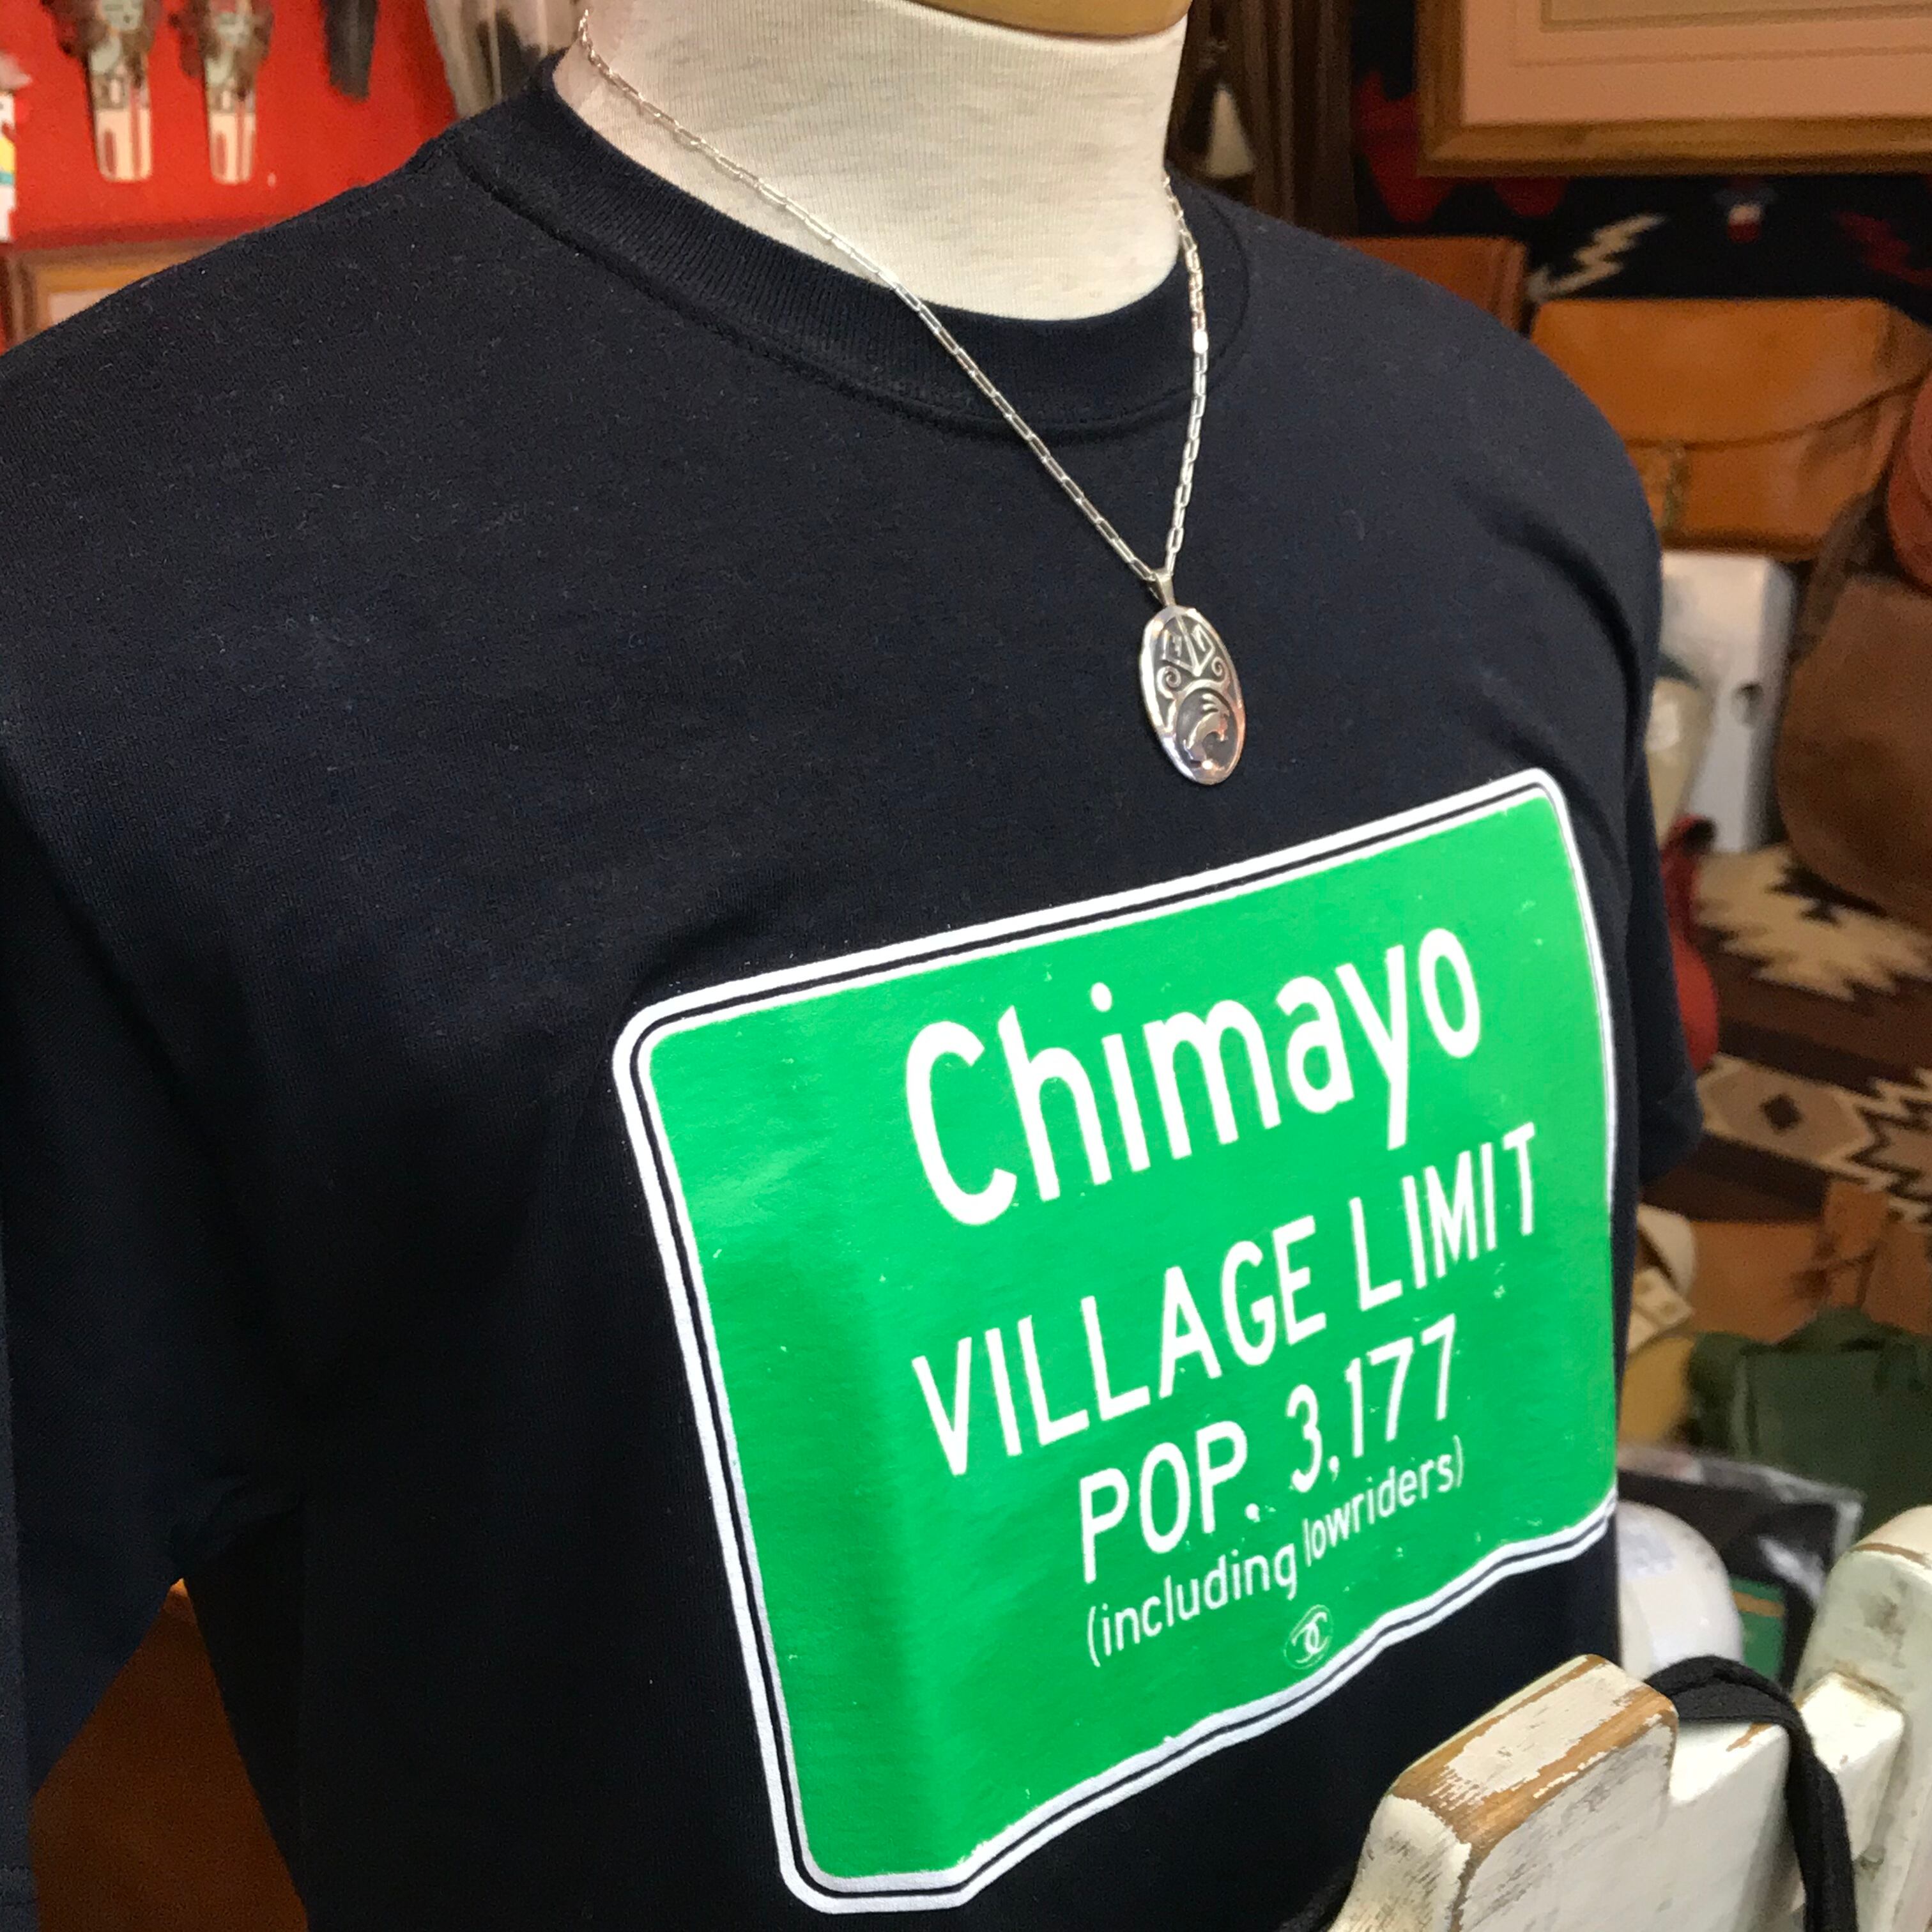 Chimayo
VILLAGE LIMIT
POP. 3,177
(including lowriders)